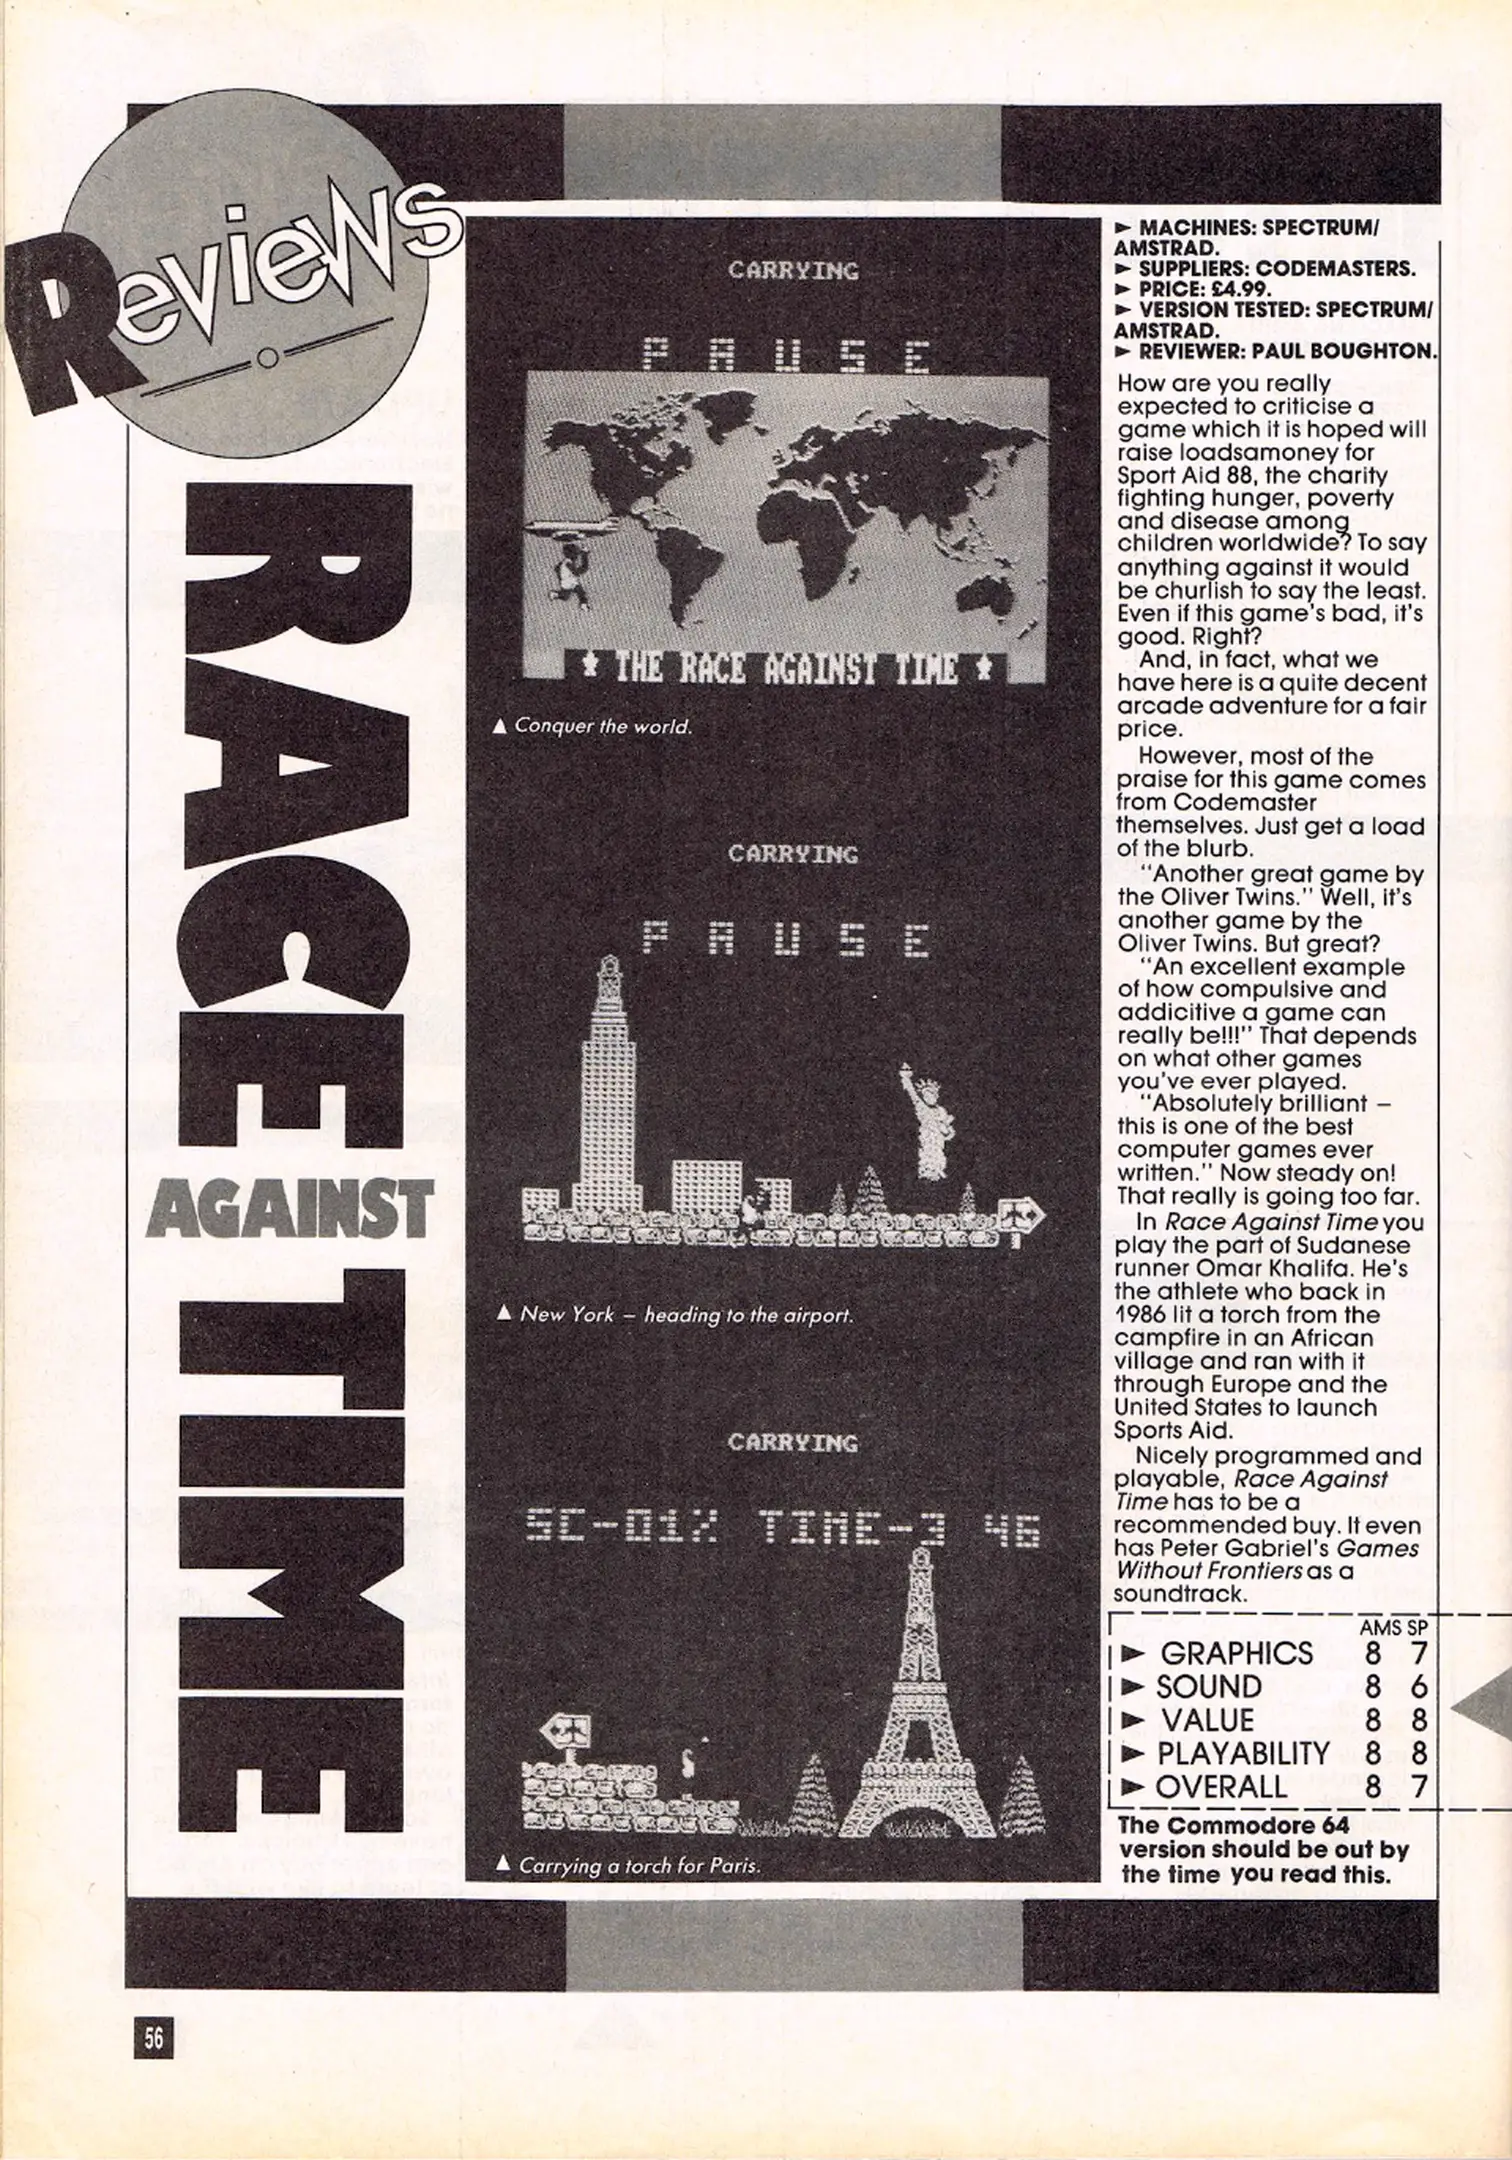 Reviews
RACE
AGAINST
TIME
CARRYING
PAUSE
★ THE RACE AGAINST TIME ★
▲ Conquer the world.
CARRYING
PAUSE
▲ New York – heading to the airport.
CARRYING
SC-01% TIME-3 46
▲ Carrying a torch for Paris.
► MACHINES: SPECTRUM/
AMSTRAD.
► SUPPLIERS: CODEMASTERS.
► PRICE: £4.99.
► VERSION TESTED: SPECTRUM/
AMSTRAD.
► REVIEWER: PAUL BOUGHTON.
How are you really
expected to criticise a
game which it is hoped will
raise loadsamoney for
Sport Aid 88, the charity
fighting hunger, poverty
and disease among
children worldwide? To say
anything against it would
be churlish to say the least.
Even if this game's bad, it's
good. Right?
And, in fact, what we
have here is a quite decent
arcade adventure for a fair
price.
However, most of the
praise for this game comes
from Codemaster
themselves. Just get a load
of the blurb.
"Another great game by
the Oliver Twins." Well, it's
another game by the
Oliver Twins. But great?
"An excellent example
of how compulsive and
addicitive a game can
really be!!!" That depends
on what other games
you've ever played.
"Absolutely brilliant –
this is one of the best
computer games ever
written." Now steady on!
That really is going too far.
In Race Against Time you
play the part of Sudanese
runner Omar Khalifa. He's
the athlete who back in
1986 lit a torch from the
campfire in an African
village and ran with it
through Europe and the
United States to launch
Sports Aid.
Nicely programmed and
playable, Race Against
Time has to be a
recommended buy. It even
has Peter Gabriel's Games
Without Frontiers as a
soundtrack.
AMS SP
► GRAPHICS 8 7
► SOUND 8 6
► VALUE 8 8
► PLAYABILITY 8 8
► OVERALL 8 7
The Commodore 64
version should be out by
the time you read this.
56